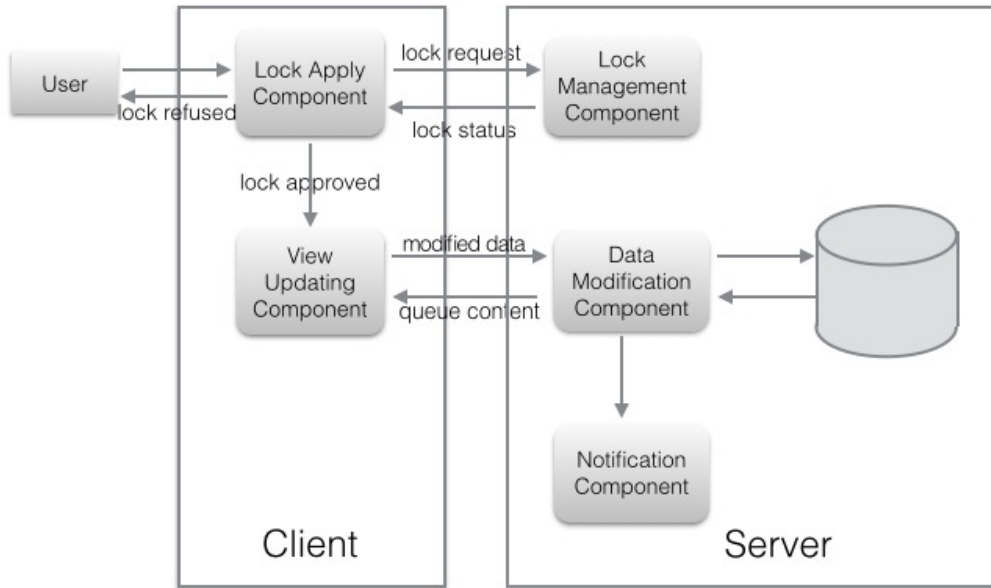 User
lock refused
Lock Apply
Component
lock request
lock status
Lock
Management
Component
lock approved
View
Updating
Component
modified data
queue content
Data
Modification
Component
Notification
Component
Client
Server